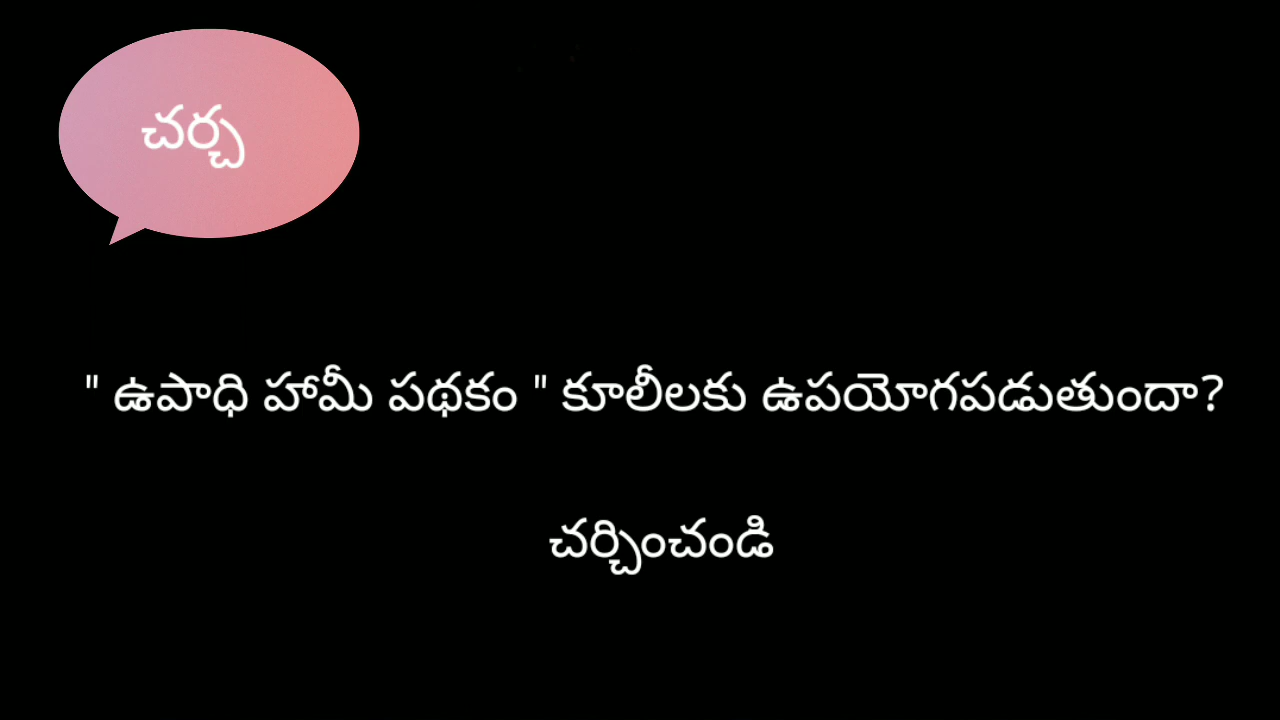 చర్చ
" ఉపాధి హామీ పథకం " కూలీలకు ఉపయోగపడుతుందా?
చర్చించండి